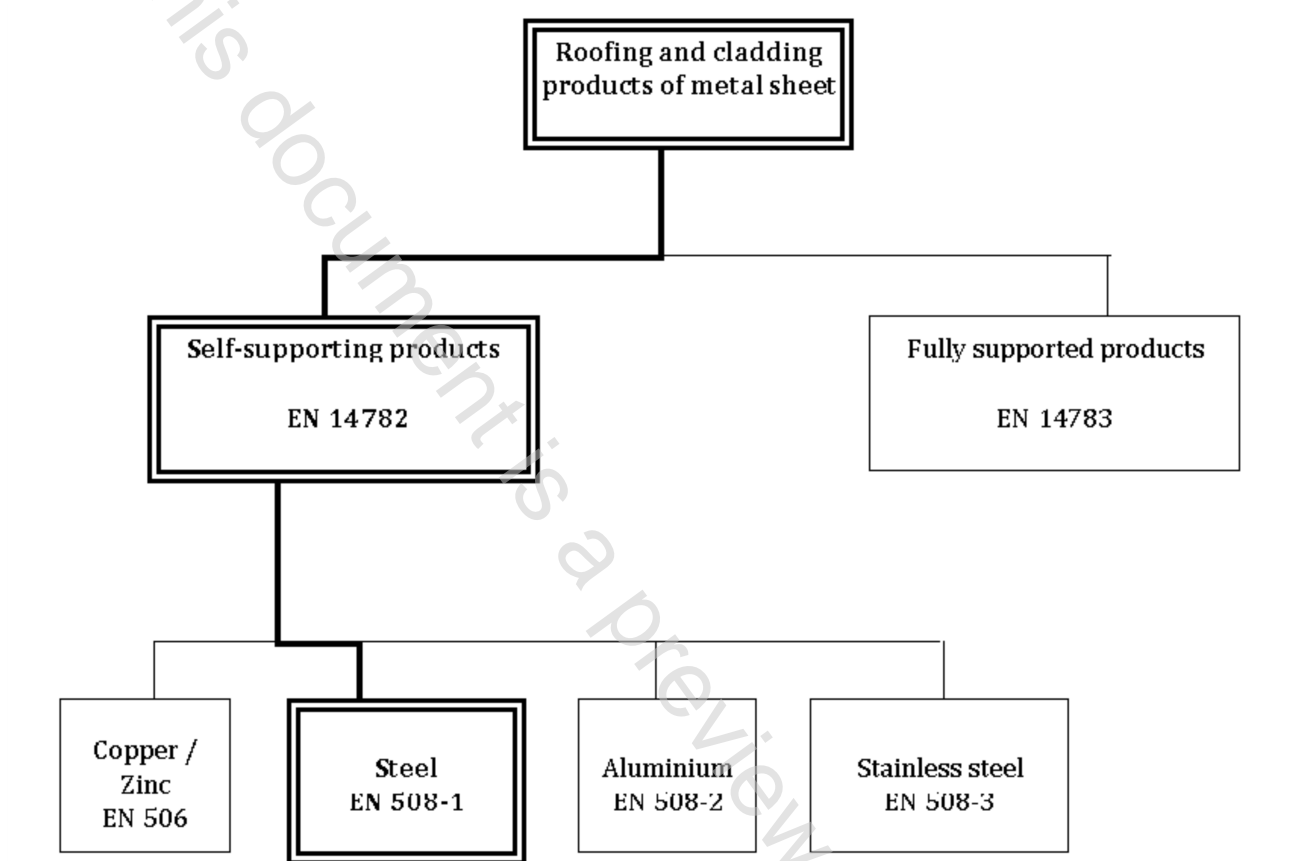 Roofing and cladding
products of metal sheet
Self-supporting products
EN 14782
Fully supported products
EN 14783
Copper /
Zinc
EN 506
Steel
EN 508-1
Aluminium
EN 508-2
Stainless steel
EN 508-3
his document is a preview